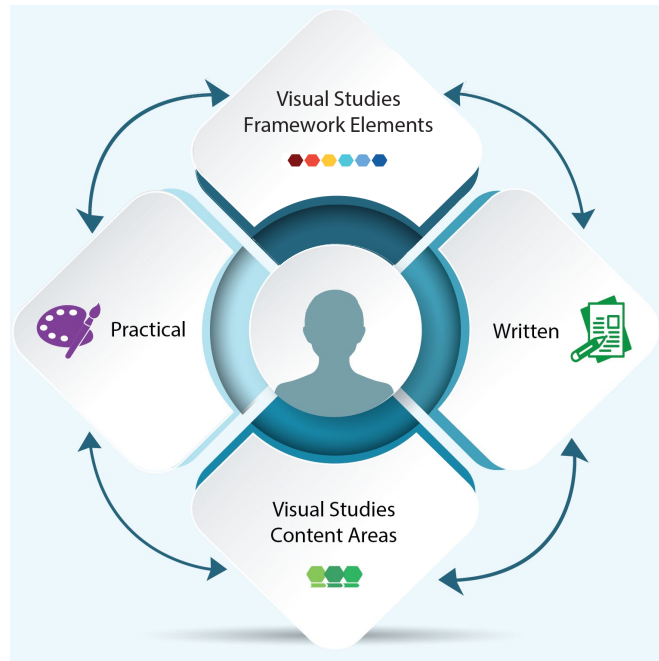 Visual Studies
Framework Elements
Practical
Written
Visual Studies
Content Areas